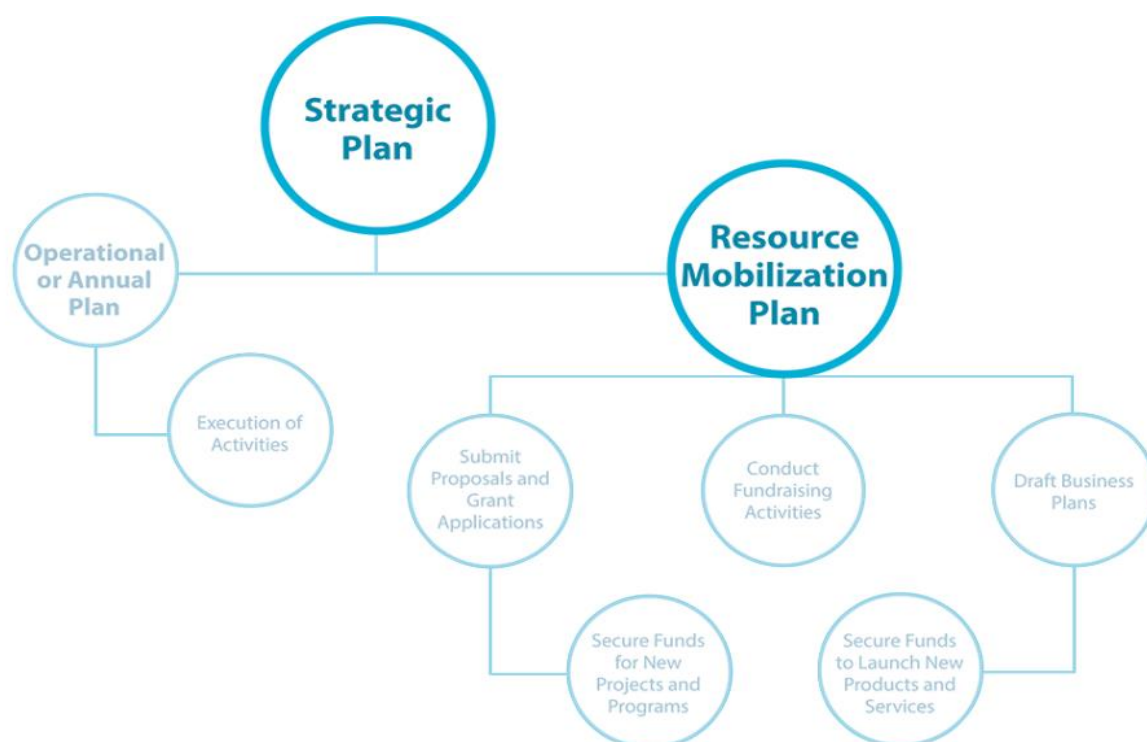 Strategic
Plan
Operational
or Annual
Plan
Resource
Mobilization
Plan
Execution of
Activities
Submit
Proposals and
Grant
Applications
Conduct
Fundraising
Activities
Draft Business
Plans
Secure Funds
for New
Projects and
Programs
Secure Funds
to Launch New
Products and
Services